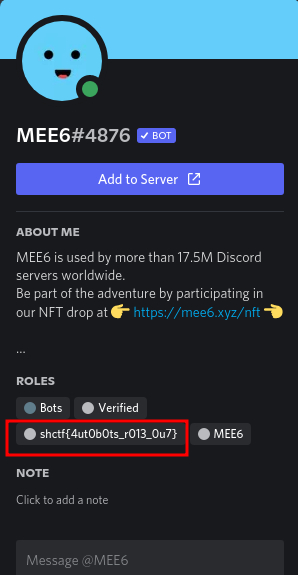 MEE6#4876 BOT
Add to Server
ABOUT ME
MEE6 is used by more than 17.5M Discord
servers worldwide.
Be part of the adventure by participating in
our NFT drop at 👉 https://mee6.xyz/nft 👈
...
ROLES
Bots Verified
shctf{4ut0b0ts_r013_0u7} MEE6
NOTE
Click to add a note
Message @MEE6